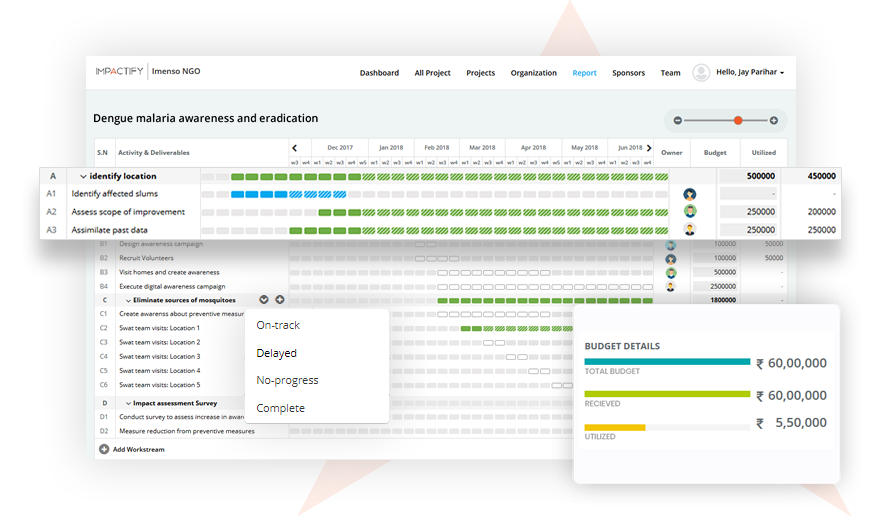 IMPACTIFY Imenso NGO
Dashboard All Project Projects Organization Report Sponsors Team Hello, Jay Parihar
Dengue malaria awareness and eradication
S.N Activity & Deliverables Dec 2017 Jan 2018 Feb 2018 Mar 2018 Apr 2018 May 2018 Jun 2018 Owner Budget Utilized
w3 w4 w1 w2 w3 w4 w5 w1 w2 w3 w4 w1 w2 w3 w4 w1 w2 w3 w4 w1 w2 w3 w4 w1 w2 w3 w4 w1 w2 w3 w4
A identify location 500000 450000
A1 Identify affected slums - -
A2 Assess scope of improvement 250000 200000
A3 Assimilate past data 250000 250000
B1 Design awareness campaign 100000 50000
B2 Recruit Volunteers 100000 50000
B3 Visit homes and create awareness 500000 -
B4 Execute digital awareness campaign 2500000 -
C Eliminate sources of mosquitoes 1800000 -
C1 Create awarenss about preventive measur
C2 Swat team visits: Location 1
C3 Swat team visits: Location 2
C4 Swat team visits: Location 3
C5 Swat team visits: Location 4
C6 Swat team visits: Location 5
D Impact assessment Survey
D1 Conduct survey to assess increase in awar
D2 Measure reduction from preventive measures
Add Workstream
On-track
Delayed
No-progress
Complete
BUDGET DETAILS
₹ 60,00,000
TOTAL BUDGET
₹ 60,00,000
RECIEVED
₹ 5,50,000
UTILIZED